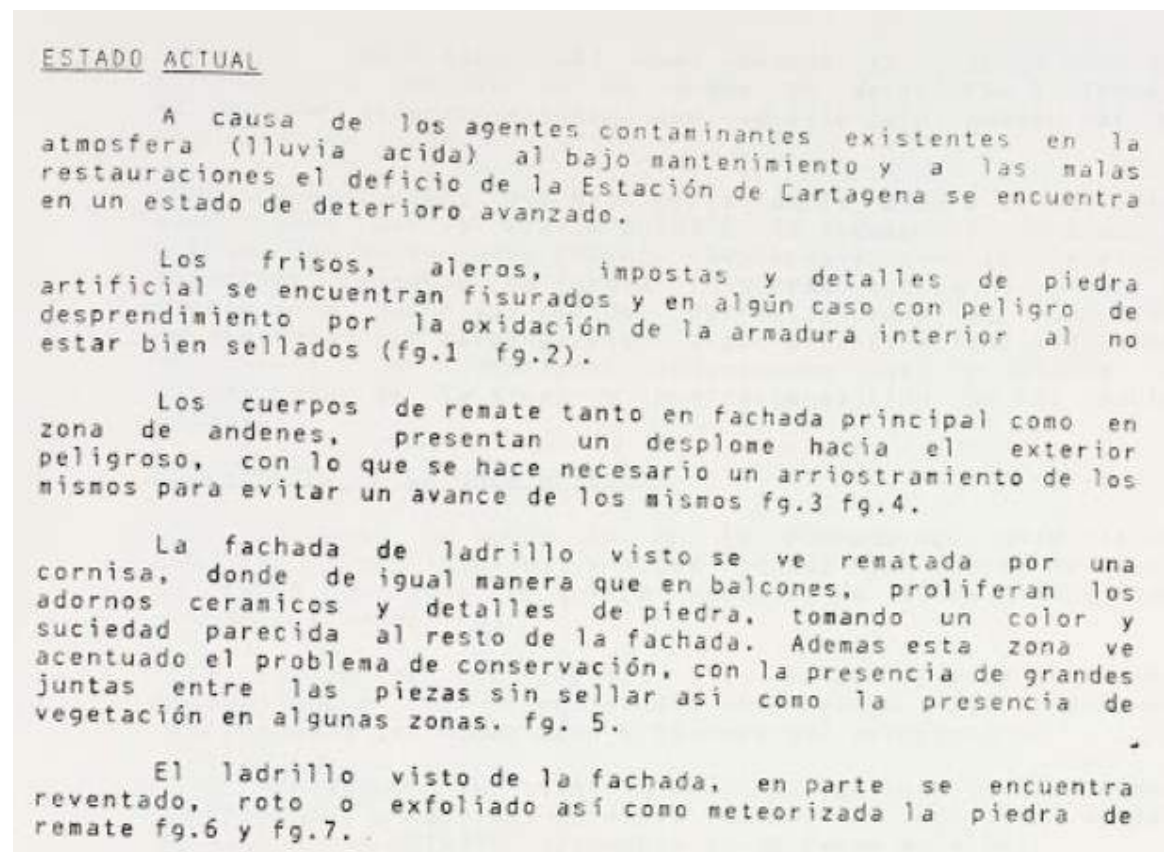 ESTADO ACTUAL
A causa de los agentes contaminantes existentes en la
atmosfera (lluvia acida) al bajo mantenimiento y a las malas
restauraciones el deficio de la Estación de Cartagena se encuentra
en un estado de deterioro avanzado.
Los frisos, aleros, impostas y detalles de piedra
artificial se encuentran fisurados y en algún caso con peligro de
desprendimiento por la oxidación de la armadura interior al no
estar bien sellados (fg.1 fg.2).
Los cuerpos de remate tanto en fachada principal como en
zona de andenes, presentan un desplome hacia el exterior
peligroso, con lo que se hace necesario un arriostramiento de los
mismos para evitar un avance de los mismos fg.3 fg.4.
La fachada de ladrillo visto se ve rematada por una
cornisa, donde de igual manera que en balcones, proliferan los
adornos ceramicos y detalles de piedra, tomando un color y
suciedad parecida al resto de la fachada. Ademas esta zona ve
acentuado el problema de conservación, con la presencia de grandes
juntas entre las piezas sin sellar asi como la presencia de
vegetación en algunas zonas. fg. 5.
El ladrillo visto de la fachada, en parte se encuentra
reventado, roto o exfoliado así como meteorizada la piedra de
remate fg.6 y fg.7.